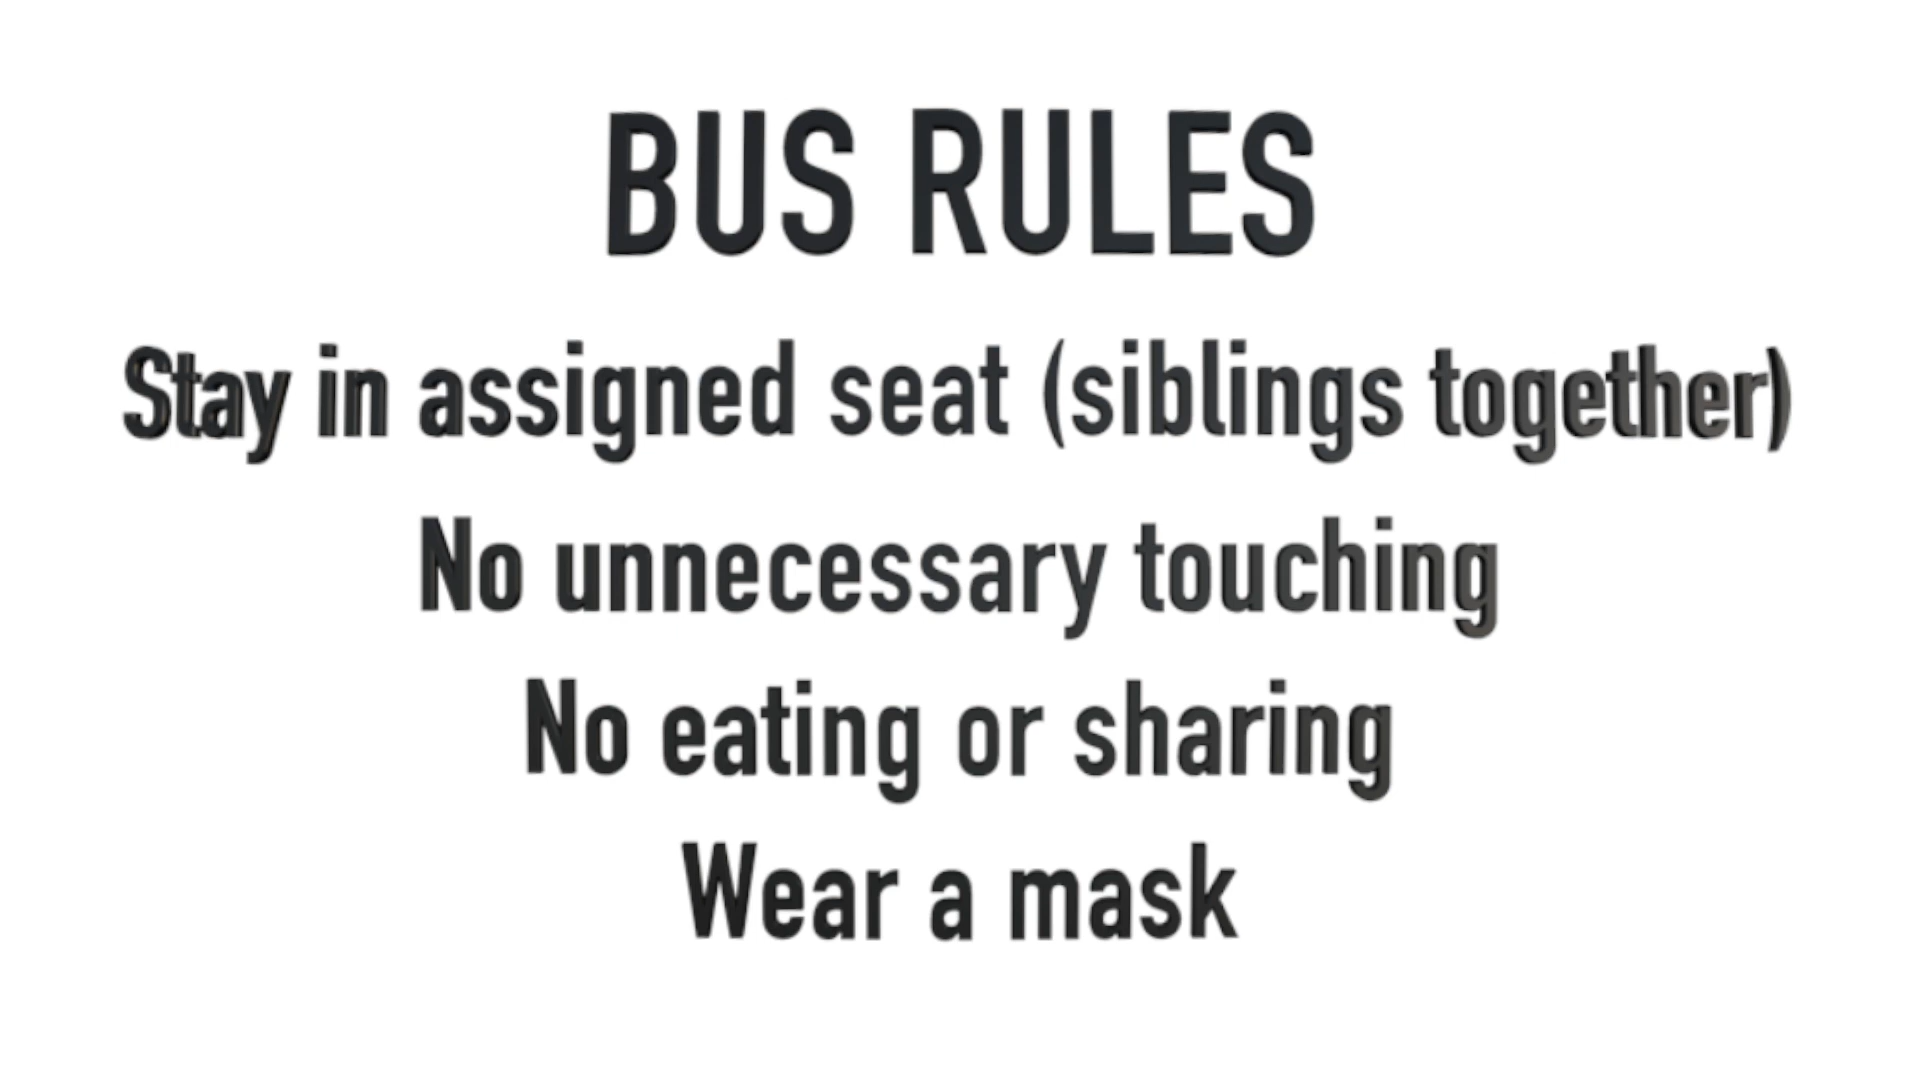 BUS RULES
Stay in assigned seat (siblings together)
No unnecessary touching
No eating or sharing
Wear a mask